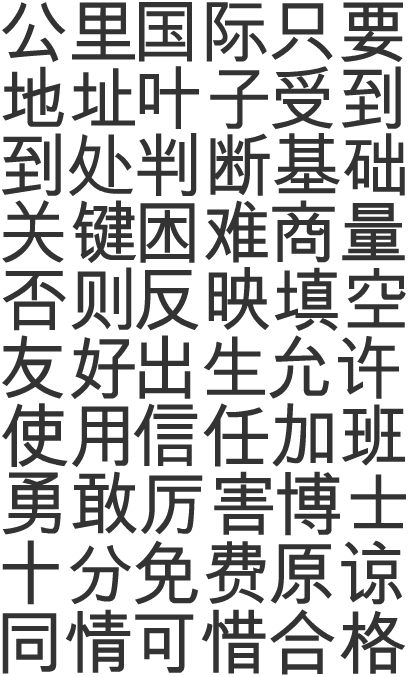 公里国际只要
地址叶子受到
到处判断基础
关键困难商量
否则反映填空
友好出生允许
使用信任加班
勇敢厉害博士
十分免费原谅
同情可惜合格